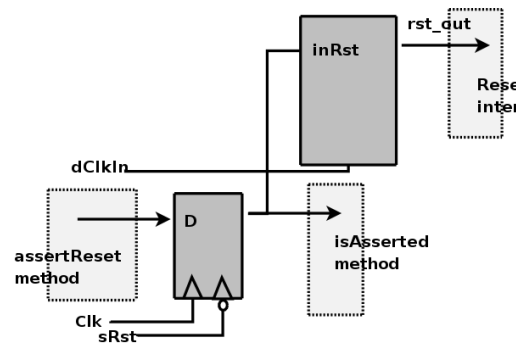 rst_out
inRst
Rese
inter
dClkIn
D
isAsserted
method
assertReset
method
Clk
sRst